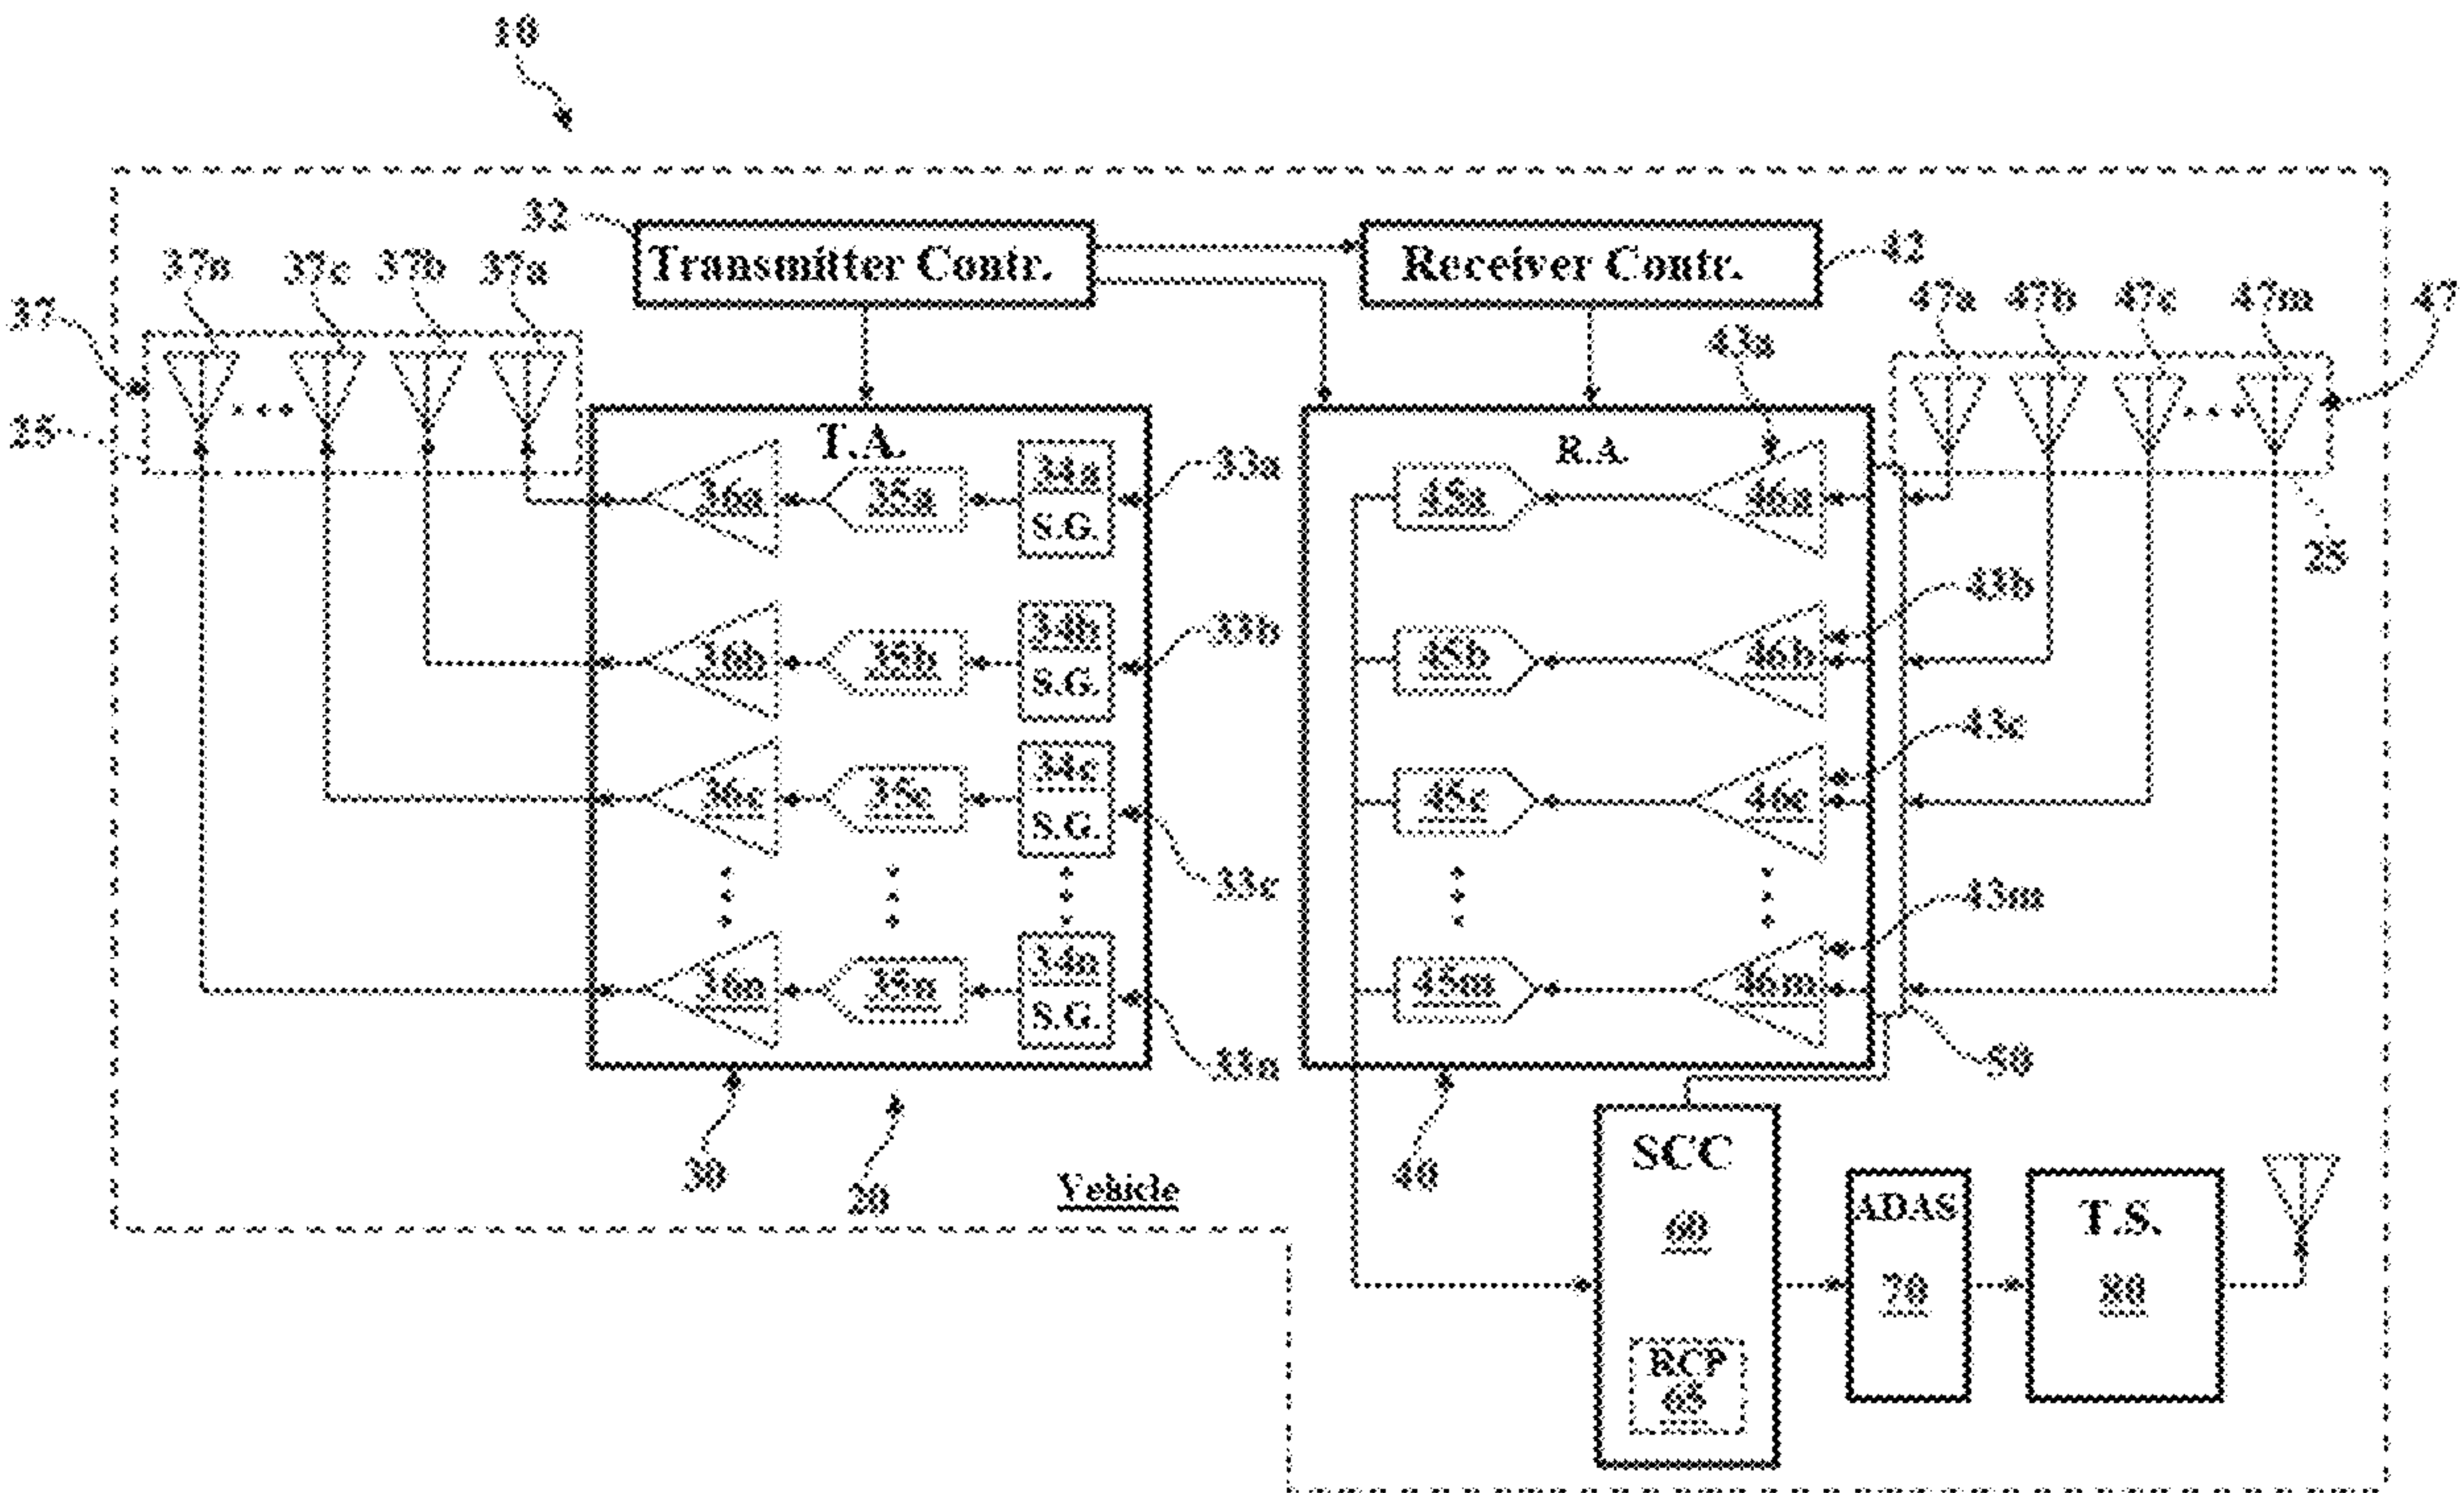 10
32
Transmitter Contr.
Receiver Contr.
42
37n 37c 37b 37a
47a 47b 47c 47m
37
47
43a
25
T.A.
R.A.
36a 35a 34a
S.G.
33a
45a 46a
25
36b 35b 34b
S.G.
33b
45b 46b
43b
36c 35c 34c
S.G.
33c
45c 46c
43c
36n 35n 34n
S.G.
33n
45m 46m
43m
50
30
20
Vehicle
40
SCC
60
RCP
65
ADAS
70
T.S.
80